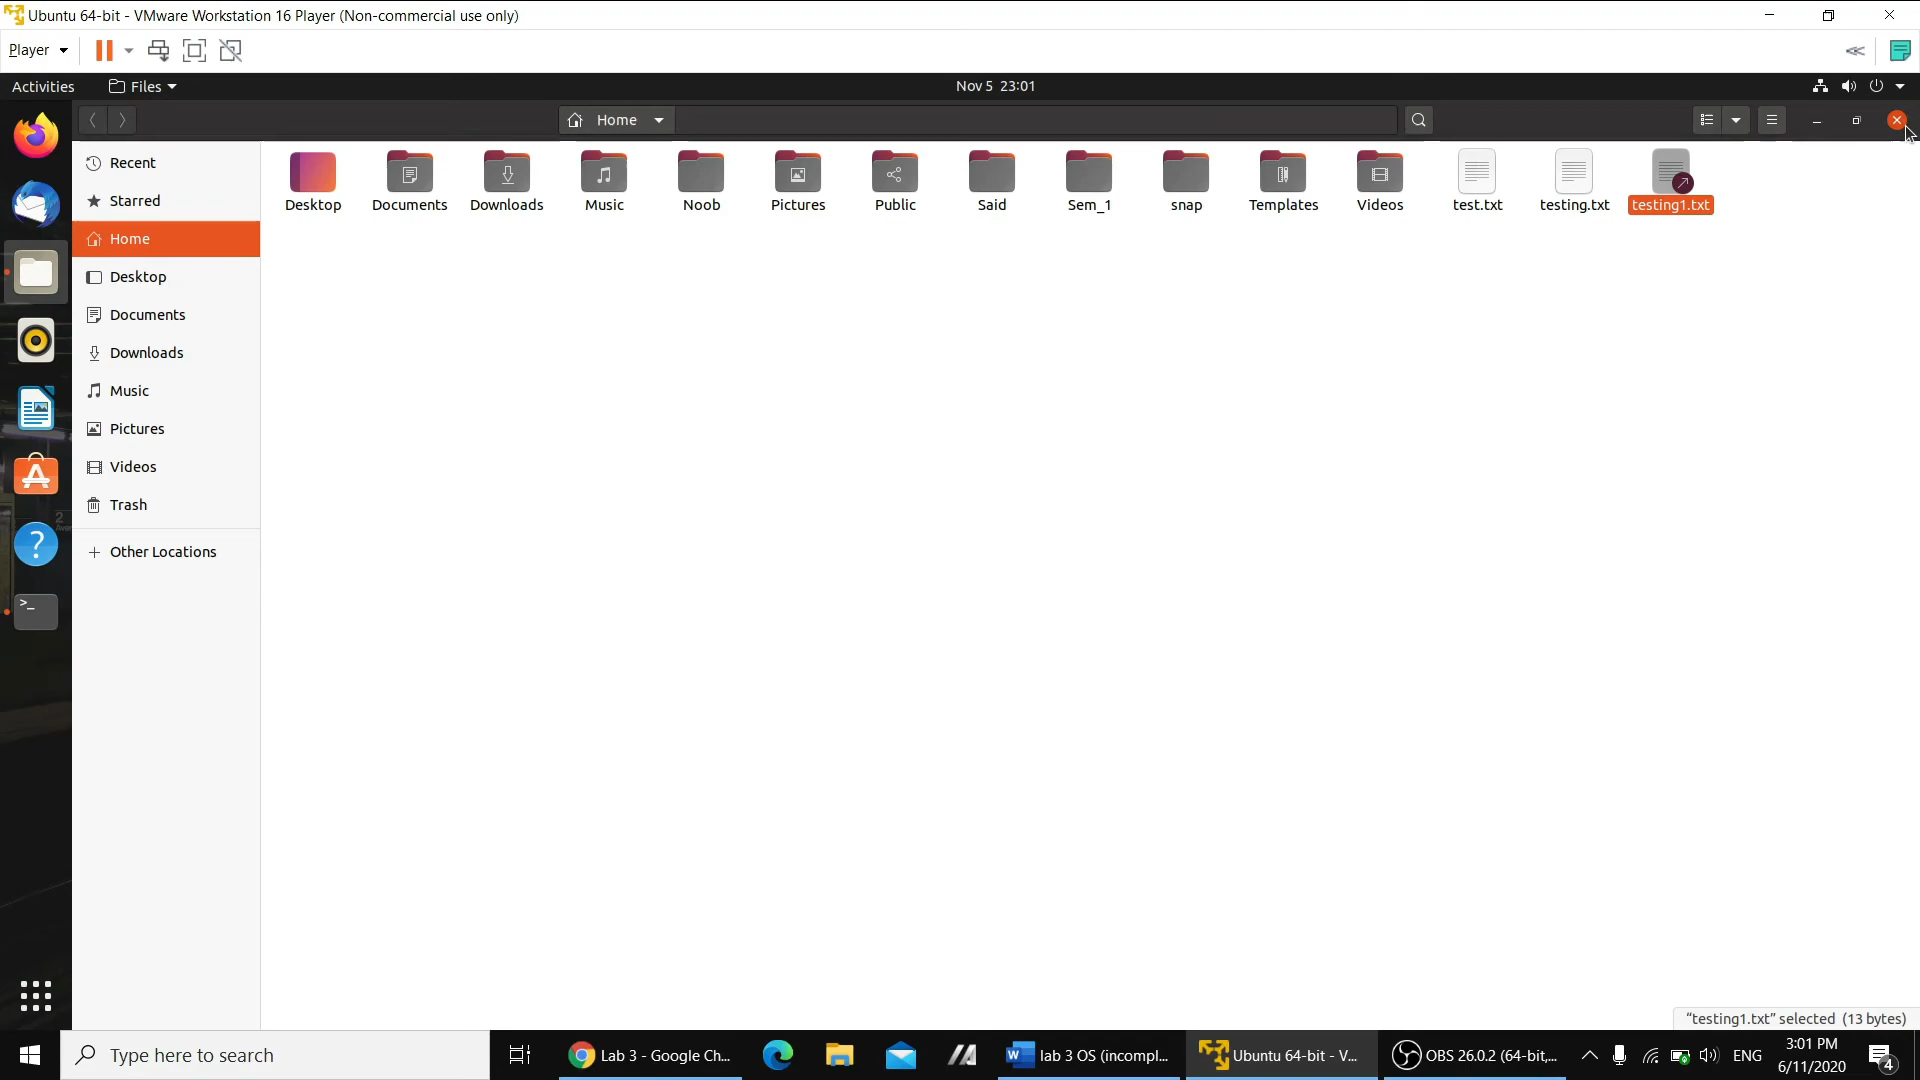 Ubuntu 64-bit - VMware Workstation 16 Player (Non-commercial use only)
Player
Activities
Files
Nov 5 23:01
Home
Recent
Starred
Home
Desktop
Documents
Downloads
Music
Pictures
Videos
Trash
Other Locations
Desktop
Documents
Downloads
Music
Noob
Pictures
Public
Said
Sem_1
snap
Templates
Videos
test.txt
testing.txt
testing1.txt
"testing1.txt" selected (13 bytes)
Type here to search
Lab 3 - Google Ch...
lab 3 OS (incompl...
Ubuntu 64-bit - V...
OBS 26.0.2 (64-bit,...
ENG
3:01 PM
6/11/2020
4